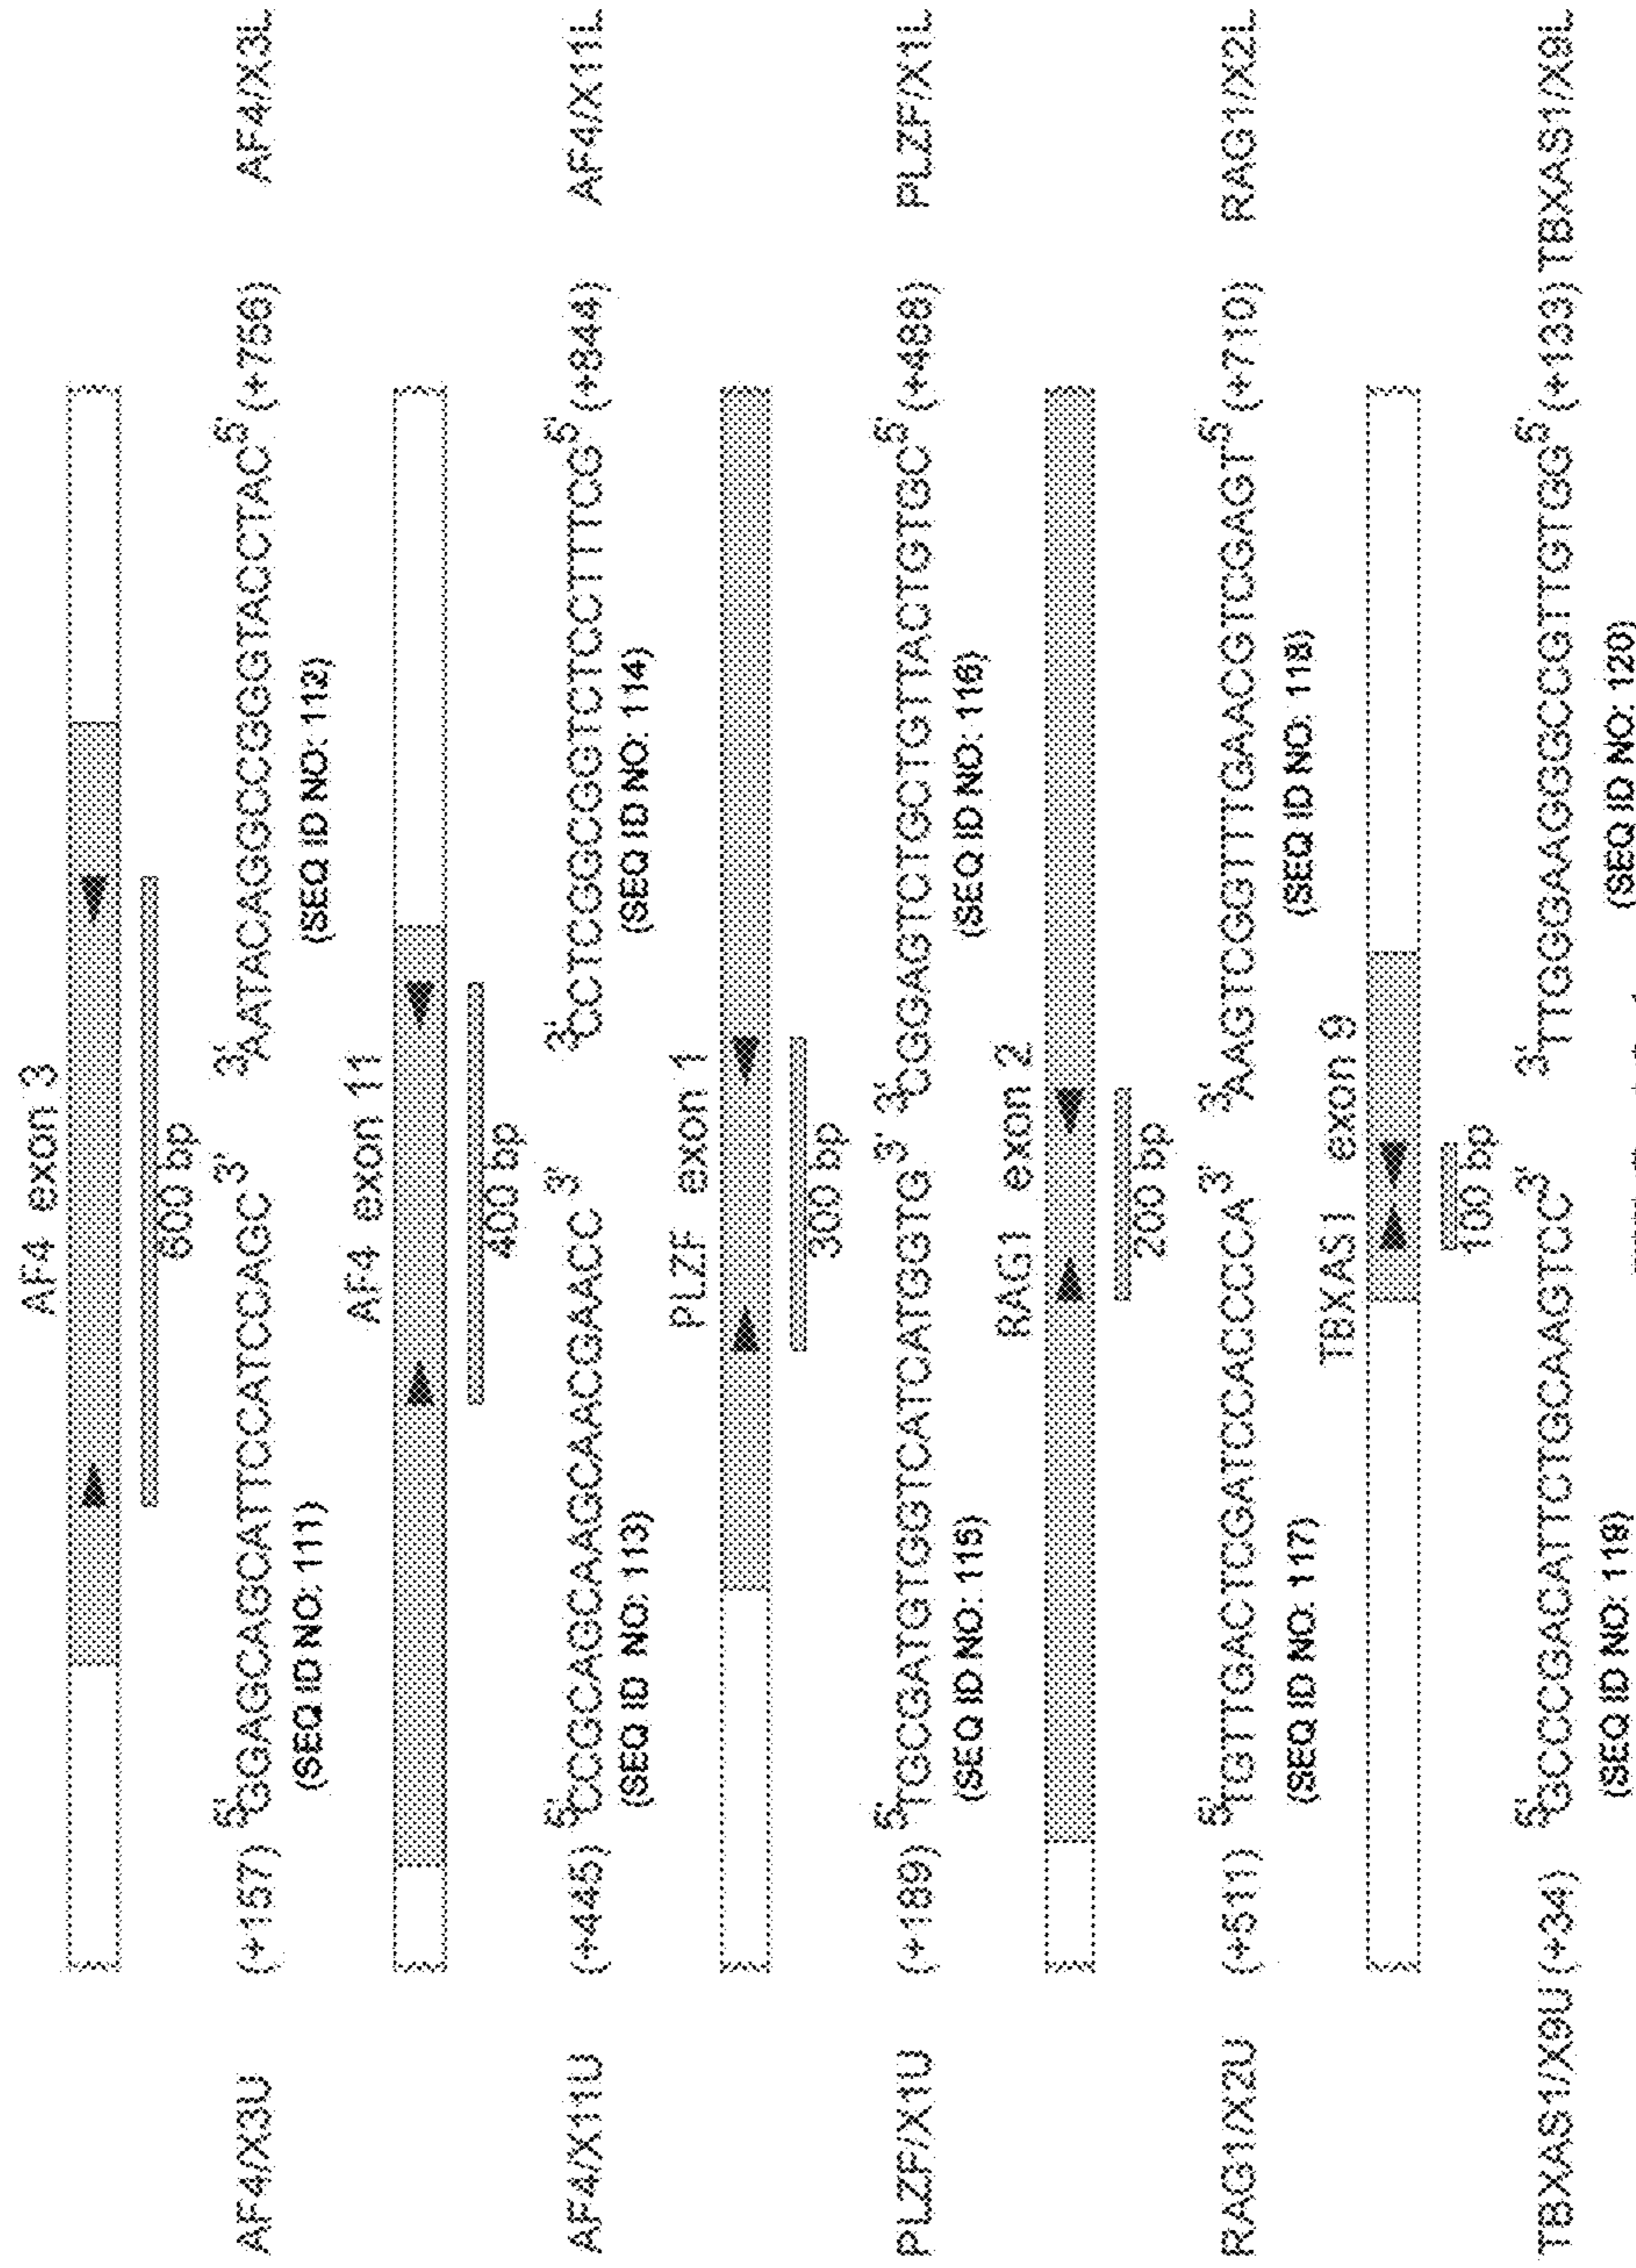 AF4 exon 3
600 bp
AF4/X3U (+157) 5'GGAGCAGCATTCCATCCAGC3' 3'AATACAGGCCGGGTACCTAC5' (+756) AF4/X3L
(SEQ ID NO: 111) (SEQ ID NO: 112)
AF4 exon 11
400 bp
AF4/X11U (+445) 5'CCGCAGCAAGCAACGAACC3' 3'CCTCGGCGGTCTCCTTTCG5' (+844) AF4/X11L
(SEQ ID NO: 113) (SEQ ID NO: 114)
PLZF exon 1
300 bp
PLZF/X1U (+189) 5'TGCGATGTGGTCATCATGGTG3' 3'CGGAGTCTGCTGTTACTGTGC5' (+488) PLZF/X1L
(SEQ ID NO: 115) (SEQ ID NO: 116)
RAG1 exon 2
200 bp
RAG1/X2U (+511) 5'TGTTGACTCGATCCACCCCA3' 3'AAGTCGGTTTGAACGTCGAGT5' (+710) RAG1/X2L
(SEQ ID NO: 117) (SEQ ID NO: 118)
TBXAS1 exon 9
100 bp
TBXAS1/X9U (+34) 5'GCCCGACATTCTGCAAGTCC3' 3'TTGGGAAGGGCCGTTGTGG5' (+133) TBXAS1/X9L
(SEQ ID NO: 119) (SEQ ID NO: 120)